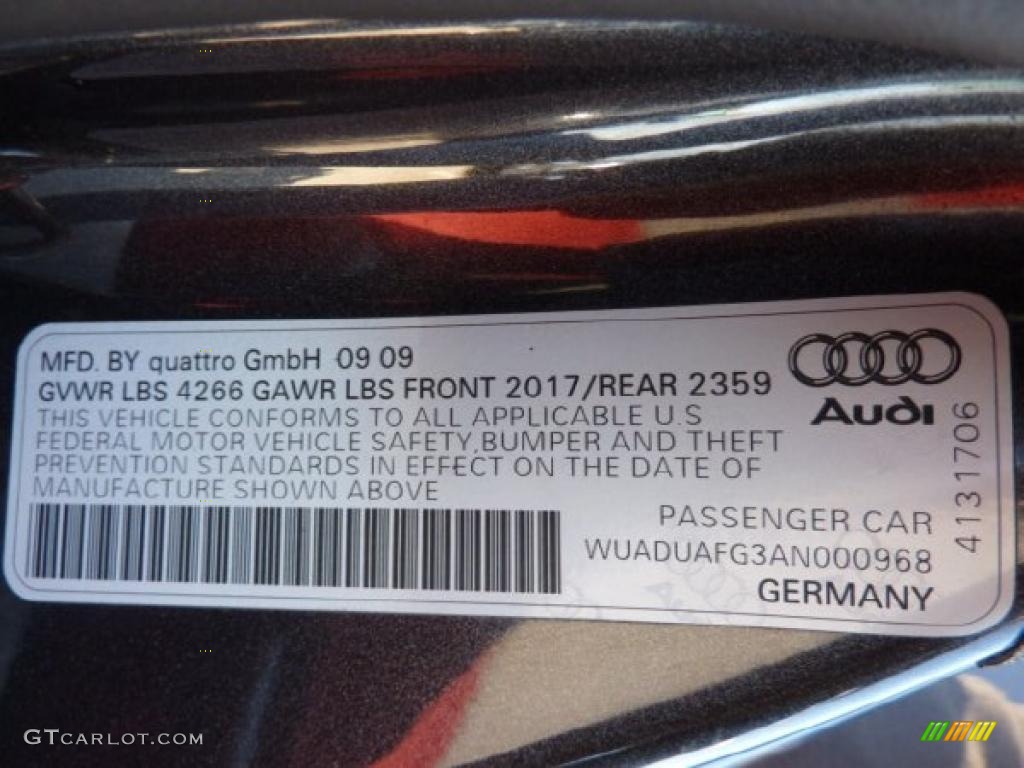 MFD. BY quattro GmbH 09 09
GVWR LBS 4266 GAWR LBS FRONT 2017/REAR 2359
THIS VEHICLE CONFORMS TO ALL APPLICABLE U.S
FEDERAL MOTOR VEHICLE SAFETY,BUMPER AND THEFT
PREVENTION STANDARDS IN EFFECT ON THE DATE OF
MANUFACTURE SHOWN ABOVE
Audi
4131706
PASSENGER CAR
WUADUAFG3AN000968
GERMANY
GTCARLOT.COM